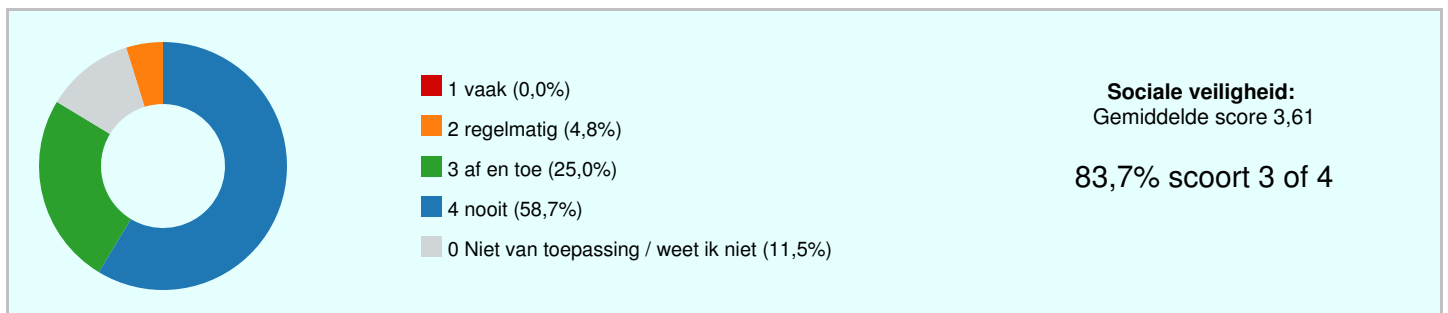 1 vaak (0,0%)
2 regelmatig (4,8%)
3 af en toe (25,0%)
4 nooit (58,7%)
0 Niet van toepassing / weet ik niet (11,5%)
Sociale veiligheid:
Gemiddelde score 3,61
83,7% scoort 3 of 4